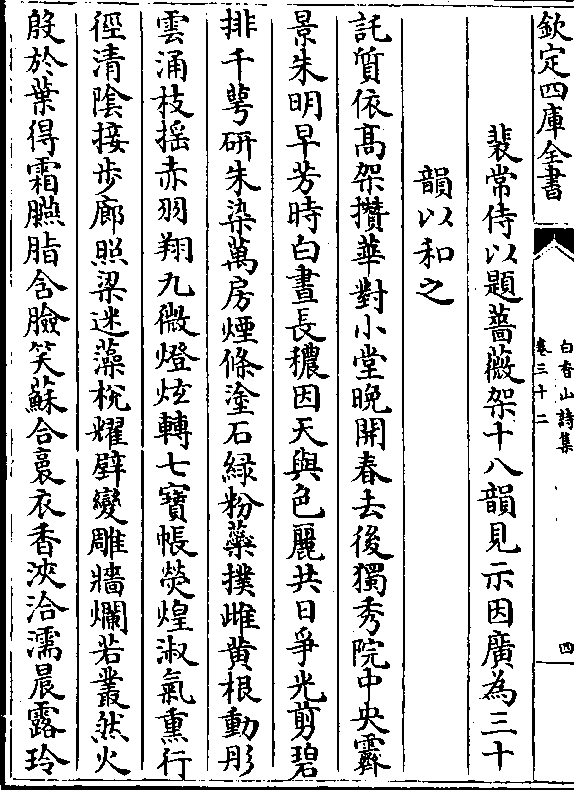 欽定四庫全書
白香山詩集
卷三十二
四
裴常侍以題薔薇架十八韻見示因廣為三十
韻以和之
託質依髙架攢華對小堂晚開春去後獨秀院中央霽
景朱明早芳時白晝長穠因天與色麗共日爭光剪碧
排千萼研朱染萬房煙條塗石緑粉蘂撲雌黄根動彤
雲涌枝揺赤羽翔九微燈炫轉七寳帳熒煌淑氣熏行
徑清陰接歩廊照梁迷藻梲耀壁變雕牆爛若叢然火
殷於葉得霜臙脂含臉笑蘇合裛衣香浹洽濡晨露玲